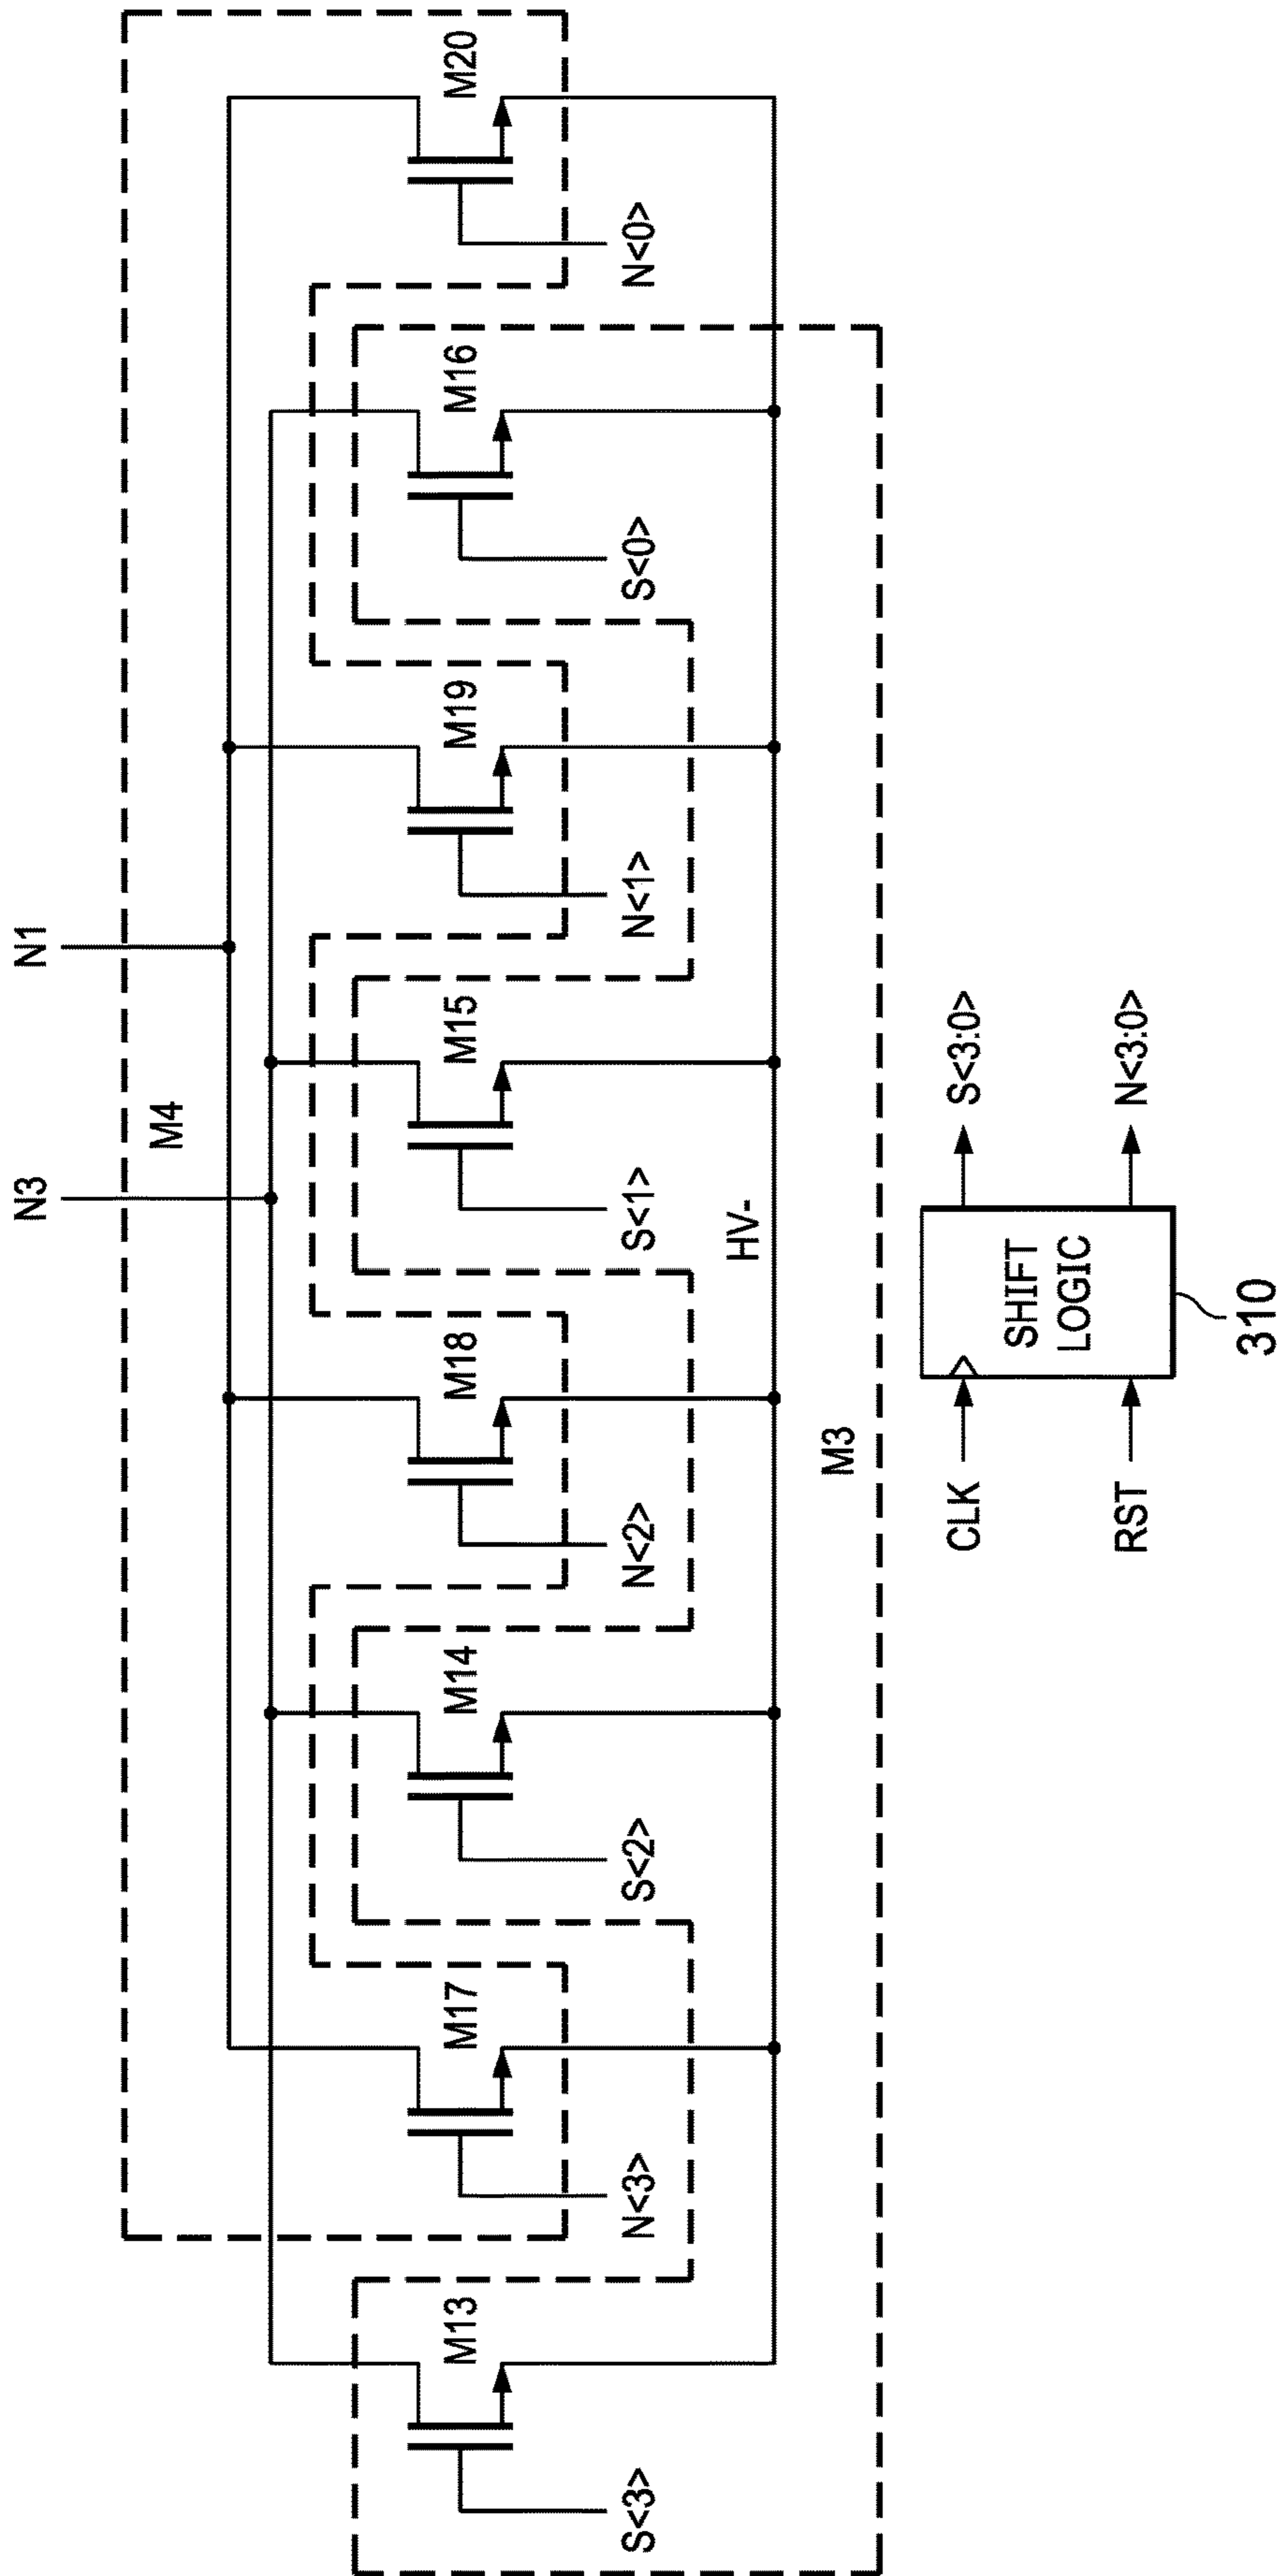 N3
N1
M4
M13
M17
M14
M18
M15
M19
M16
M20
S<3>
N<3>
S<2>
N<2>
S<1>
N<1>
S<0>
N<0>
HV-
M3
CLK
RST
SHIFT
LOGIC
S<3:0>
N<3:0>
310